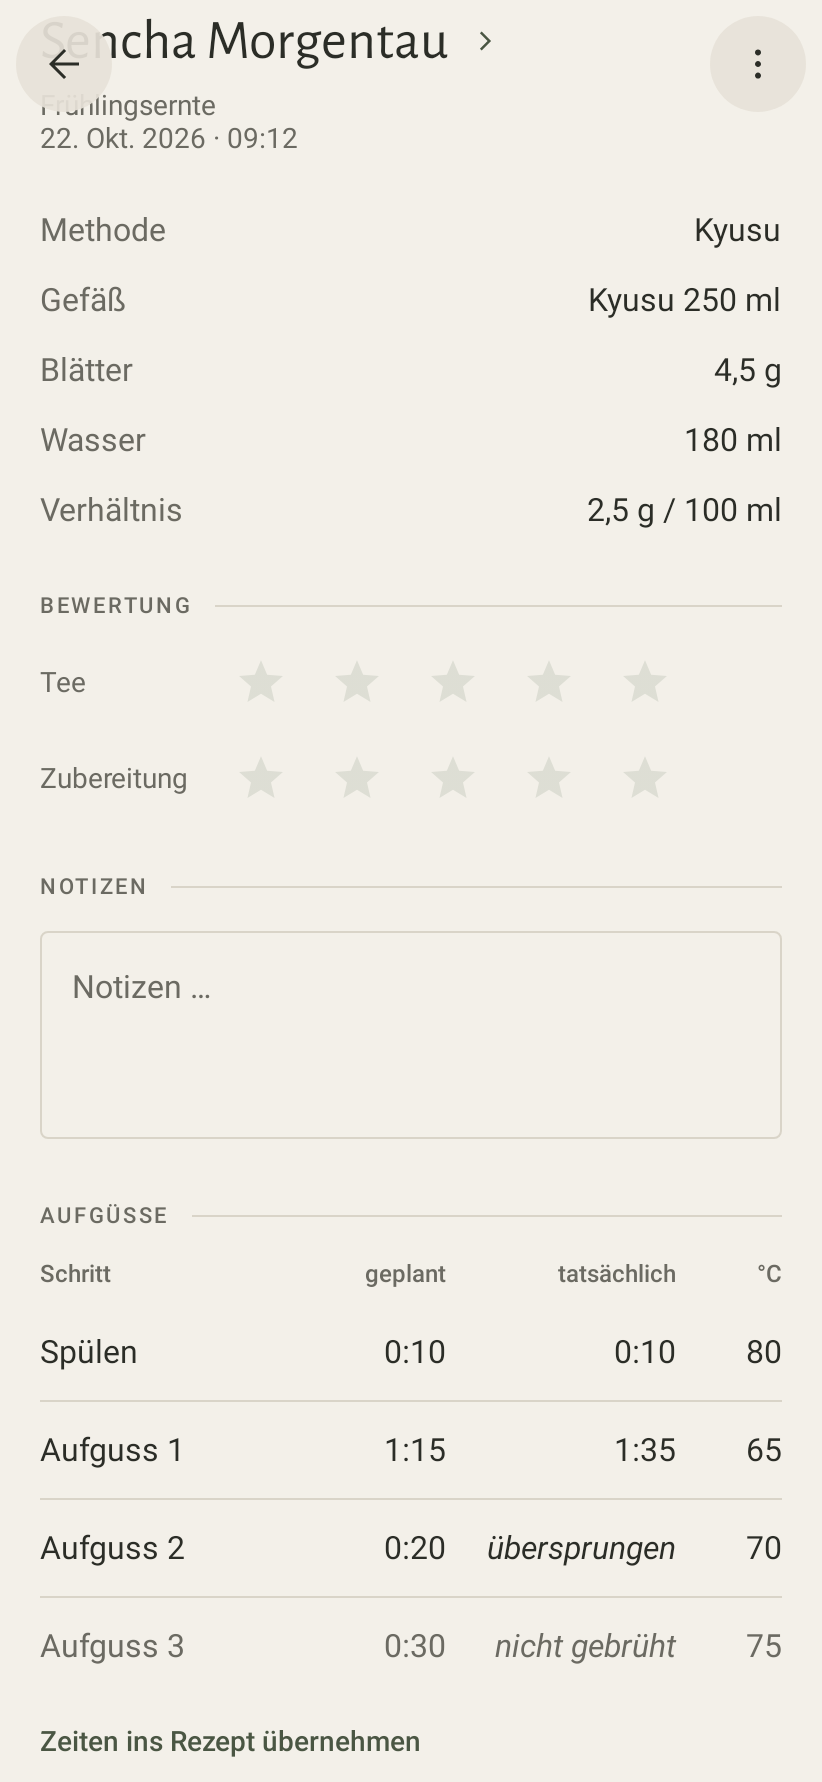 Sencha Morgentau
Frühlingsernte
22. Okt. 2026 · 09:12
Methode Kyusu
Gefäß Kyusu 250 ml
Blätter 4,5 g
Wasser 180 ml
Verhältnis 2,5 g / 100 ml
BEWERTUNG
Tee
Zubereitung
NOTIZEN
Notizen …
AUFGÜSSE
Schritt geplant tatsächlich °C
Spülen 0:10 0:10 80
Aufguss 1 1:15 1:35 65
Aufguss 2 0:20 übersprungen 70
Aufguss 3 0:30 nicht gebrüht 75
Zeiten ins Rezept übernehmen